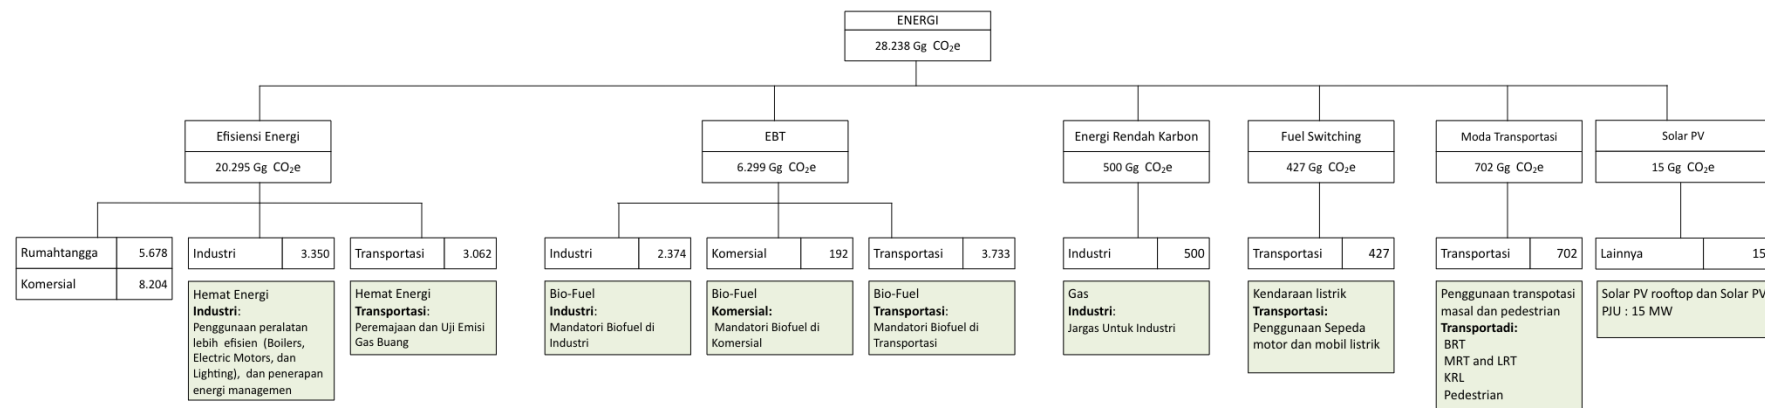 ENERGI
28.238 Gg CO₂e
Efisiensi Energi
20.295 Gg CO₂e
EBT
6.299 Gg CO₂e
Energi Rendah Karbon
500 Gg CO₂e
Fuel Switching
427 Gg CO₂e
Moda Transportasi
702 Gg CO₂e
Solar PV
15 Gg CO₂e
Rumahtangga 5.678
Komersial 8.204
Industri 3.350
Hemat Energi
Industri:
Penggunaan peralatan
lebih efisien (Boilers,
Electric Motors, dan
Lighting), dan penerapan
energi managemen
Transportasi 3.062
Hemat Energi
Transportasi:
Peremajaan dan Uji Emisi
Gas Buang
Industri 2.374
Bio-Fuel
Industri:
Mandatori Biofuel di
Industri
Komersial 192
Bio-Fuel
Komersial:
Mandatori Biofuel di
Komersial
Transportasi 3.733
Bio-Fuel
Transportasi:
Mandatori Biofuel di
Transportasi
Industri 500
Gas
Industri:
Jargas Untuk Industri
Transportasi 427
Kendaraan listrik
Transportasi:
Penggunaan Sepeda
motor dan mobil listrik
Transportasi 702
Penggunaan transpotasi
masal dan pedestrian
Transportadi:
BRT
MRT and LRT
KRL
Pedestrian
Lainnya 15
Solar PV rooftop dan Solar PV
PJU : 15 MW